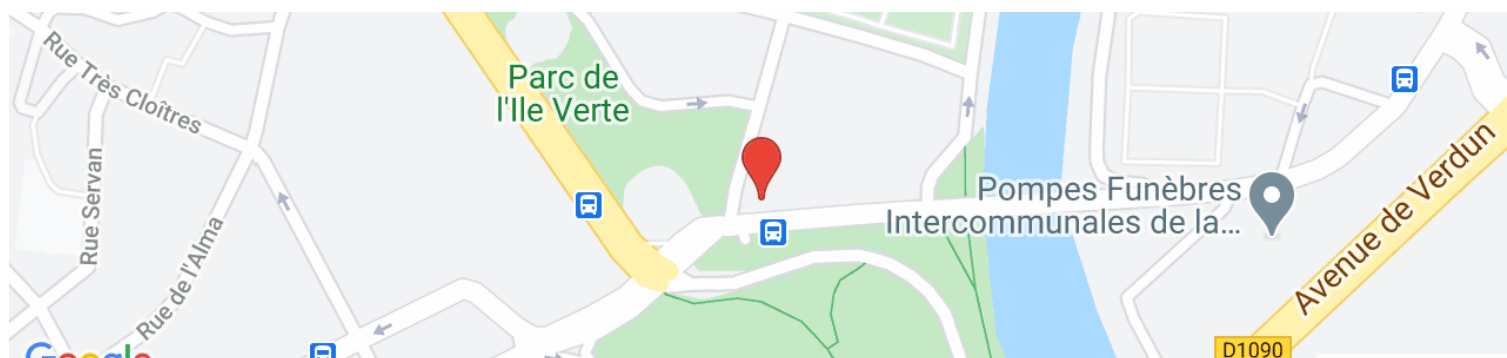 Rue Très Cloîtres
Parc de
l'Ile Verte
Rue Servan
Rue de l'Alma
Pompes Funèbres
Intercommunales de la...
Avenue de Verdun
D1090
Google